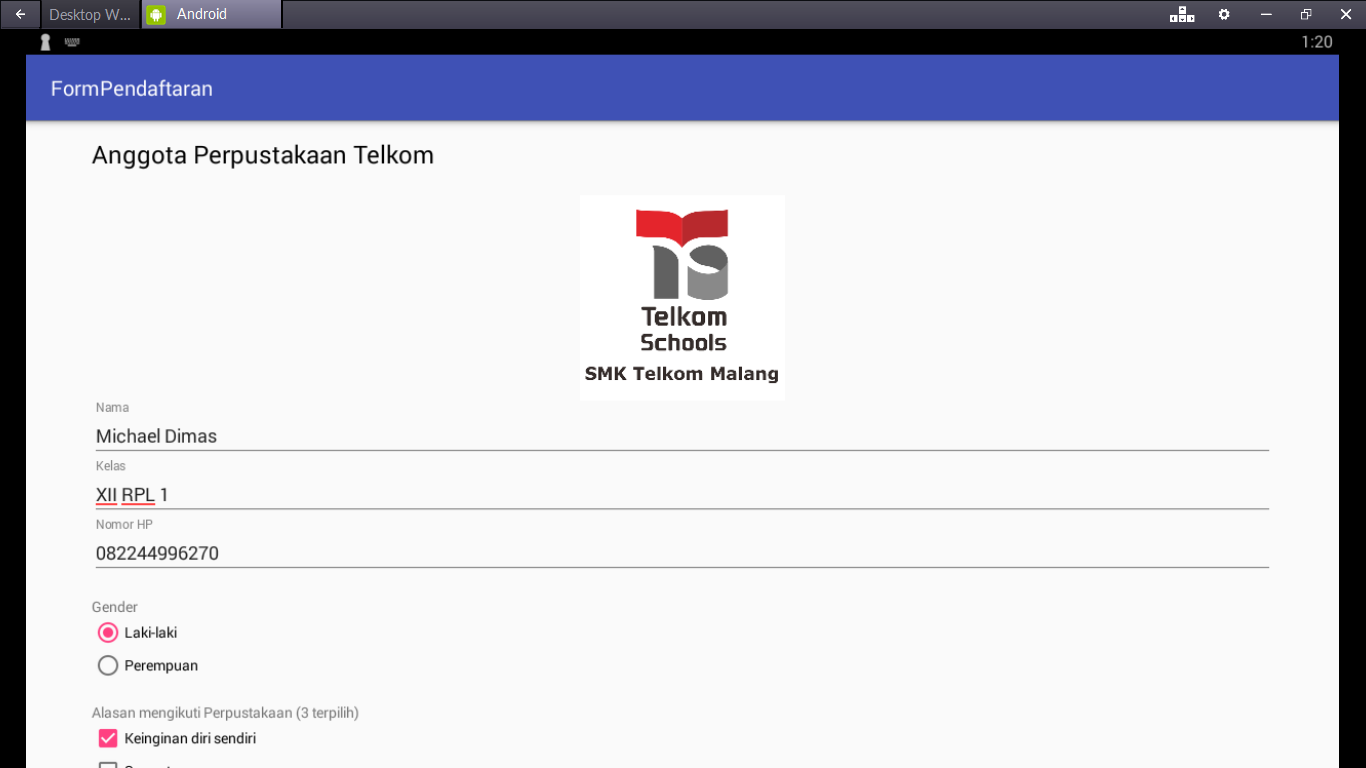 Desktop W...
Android
1:20
FormPendaftaran
Anggota Perpustakaan Telkom
Telkom
Schools
SMK Telkom Malang
Nama
Michael Dimas
Kelas
XII RPL 1
Nomor HP
082244996270
Gender
Laki-laki
Perempuan
Alasan mengikuti Perpustakaan (3 terpilih)
Keinginan diri sendiri